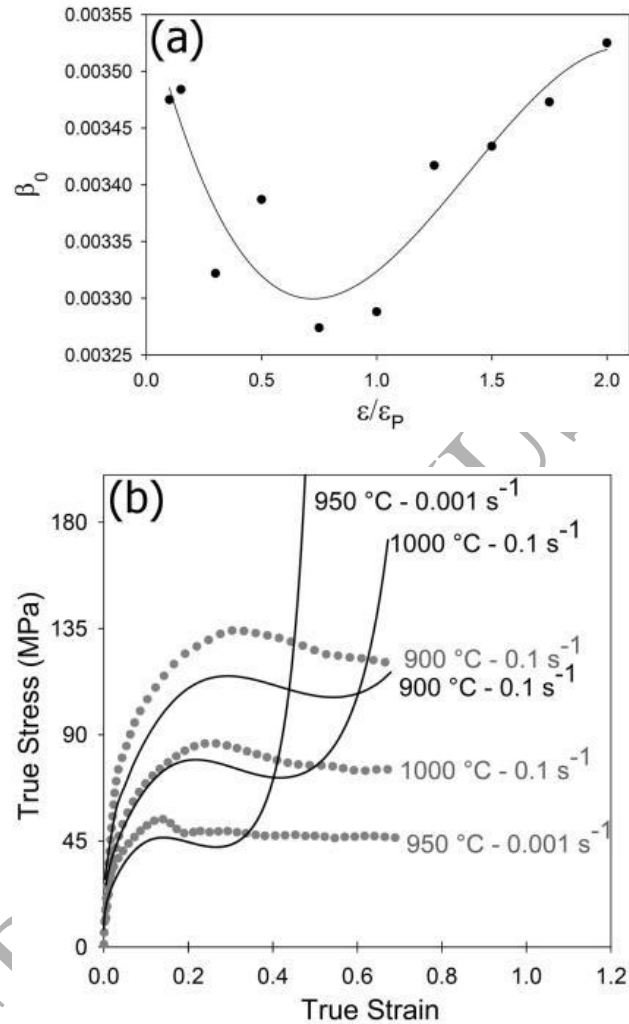 (a)
0.00355
0.00350
0.00345
0.00340
0.00335
0.00330
0.00325
β₀
0.0 0.5 1.0 1.5 2.0
ε/ε_P
(b)
950 °C - 0.001 s⁻¹
1000 °C - 0.1 s⁻¹
900 °C - 0.1 s⁻¹
900 °C - 0.1 s⁻¹
1000 °C - 0.1 s⁻¹
950 °C - 0.001 s⁻¹
180
135
90
45
0
True Stress (MPa)
0.0 0.2 0.4 0.6 0.8 1.0 1.2
True Strain